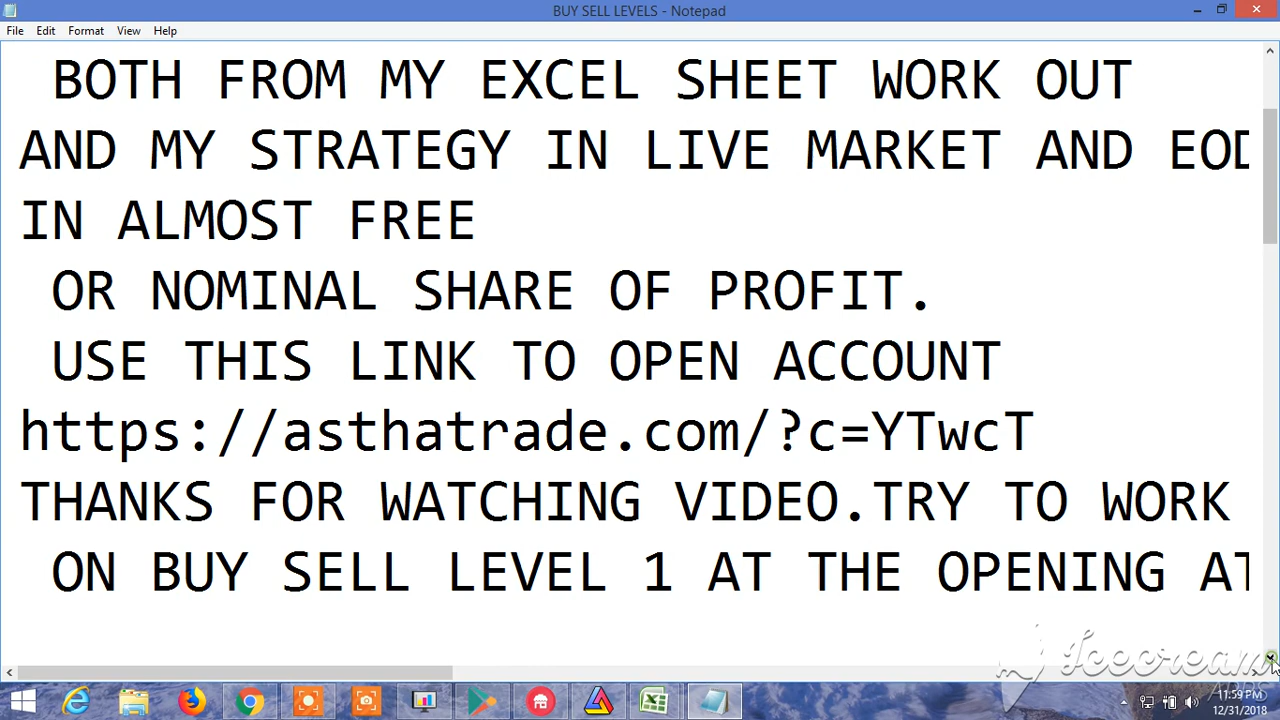 BUY SELL LEVELS - Notepad
File Edit Format View Help
BOTH FROM MY EXCEL SHEET WORK OUT
AND MY STRATEGY IN LIVE MARKET AND EOD
IN ALMOST FREE
OR NOMINAL SHARE OF PROFIT.
USE THIS LINK TO OPEN ACCOUNT
https://asthatrade.com/?c=YTwcT
THANKS FOR WATCHING VIDEO.TRY TO WORK
ON BUY SELL LEVEL 1 AT THE OPENING AT
Icecream
APPS
11:59 PM
12/31/2018